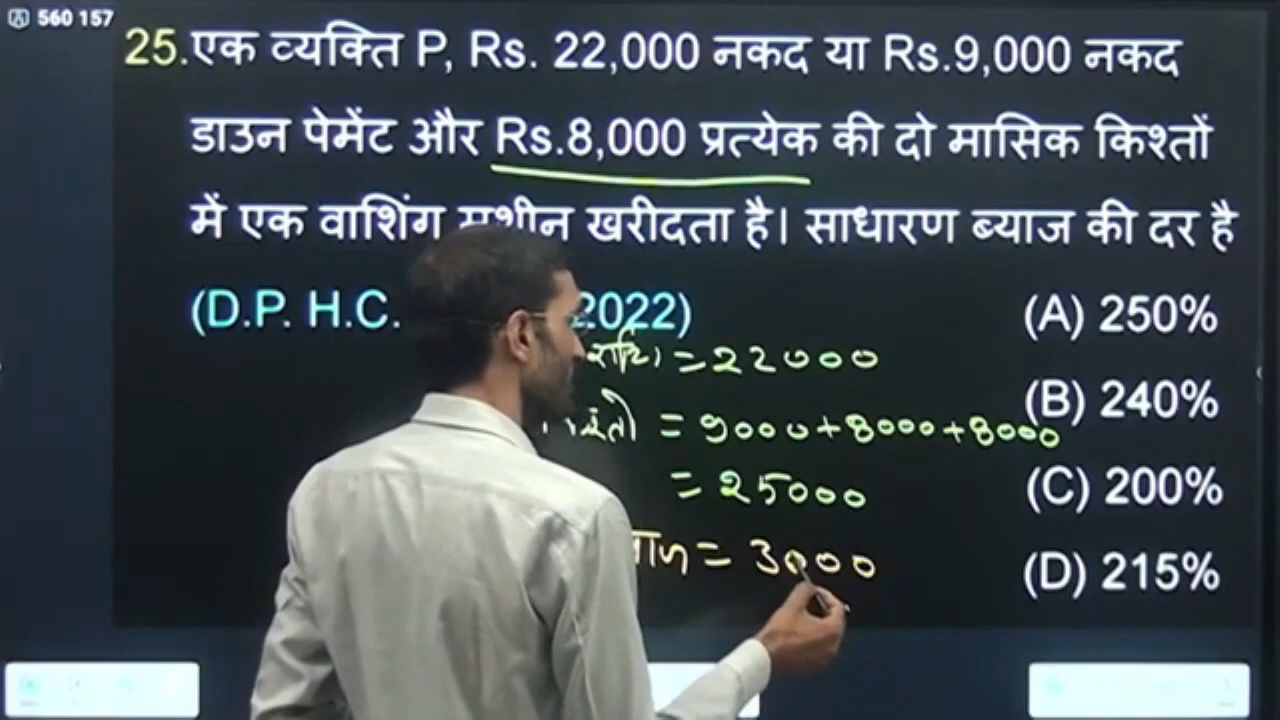 560 157
25.एक व्यक्ति P, Rs. 22,000 नकद या Rs.9,000 नकद
डाउन पेमेंट और Rs.8,000 प्रत्येक की दो मासिक किश्तों
में एक वाशिंग मशीन खरीदता है। साधारण ब्याज की दर है
(D.P. H.C. 2022)
(A) 250%
(B) 240%
(C) 200%
(D) 215%
= 22000
= 9000+8000+8000
= 25000
= 3000